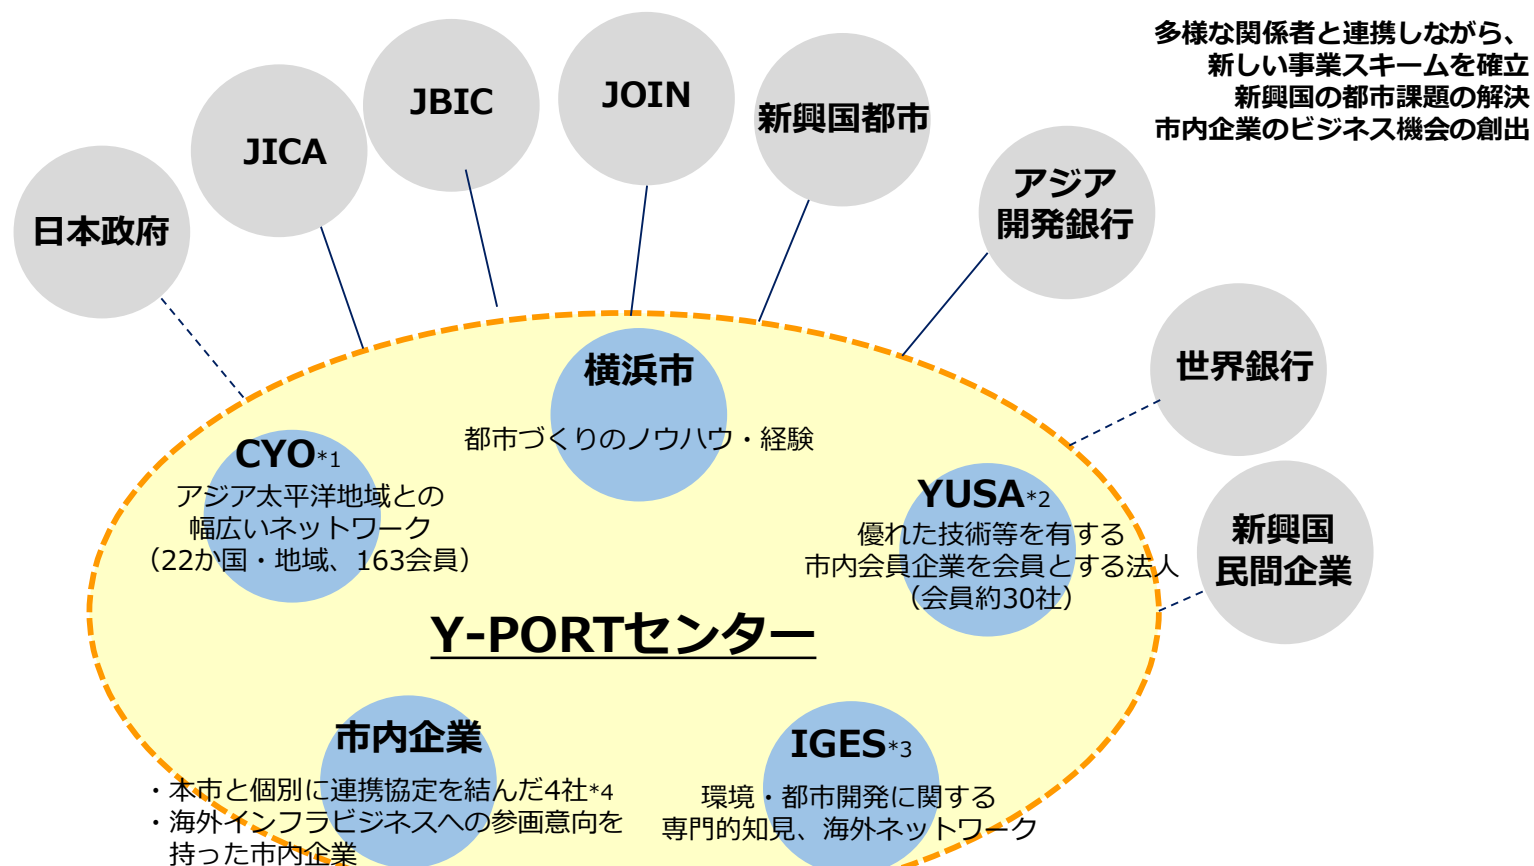 多様な関係者と連携しながら、
新しい事業スキームを確立
新興国の都市課題の解決
市内企業のビジネス機会の創出
日本政府
JICA
JBIC
JOIN
新興国都市
アジア
開発銀行
世界銀行
新興国
民間企業
横浜市
都市づくりのノウハウ・経験
CYO*1
アジア太平洋地域との
幅広いネットワーク
（22か国・地域、163会員）
YUSA*2
優れた技術等を有する
市内会員企業を会員とする法人
（会員約30社）
Y-PORTセンター
市内企業
・本市と個別に連携協定を結んだ4社*4
・海外インフラビジネスへの参画意向を
持った市内企業
IGES*3
環境・都市開発に関する
専門的知見、海外ネットワーク